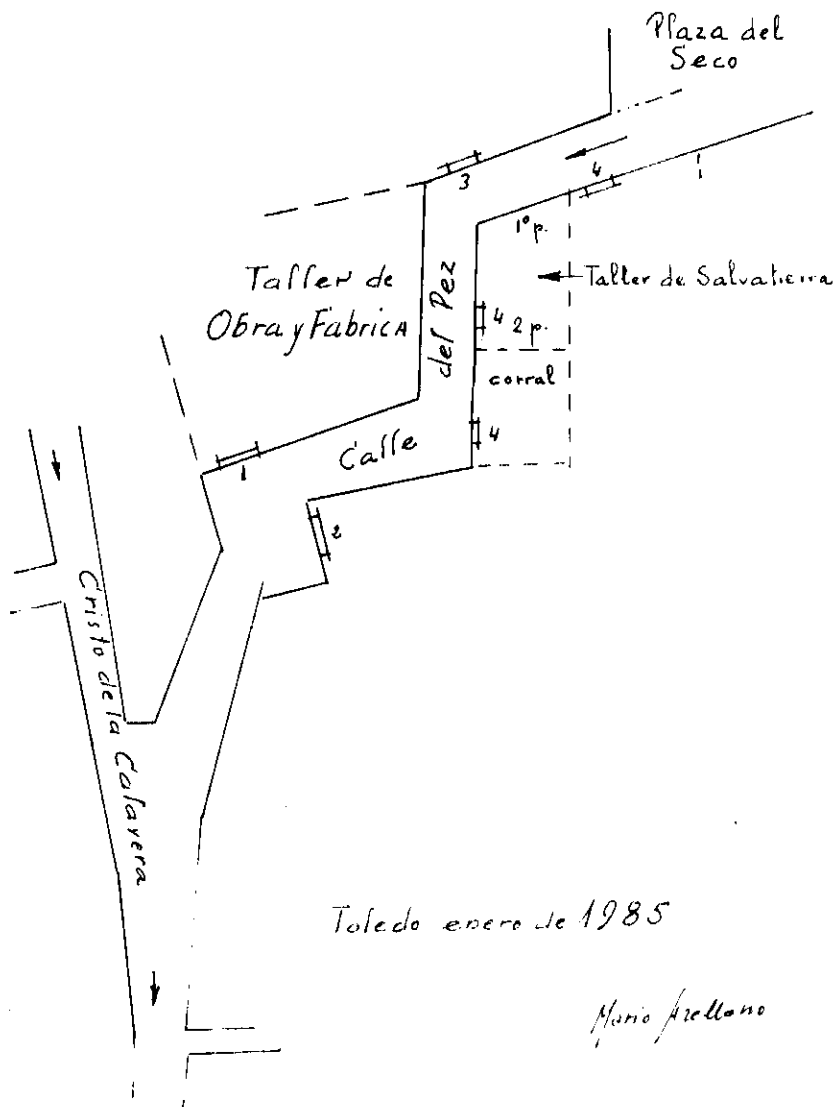 Plaza del
Seco
3
4
1
1º p.
Taller de Salvatierra
Taller de
Obra y Fabrica
del Pez
4
2 p.
corral
4
Calle
1
2
Cristo de la Calavera
Toledo enero de 1985
Mario Arellano